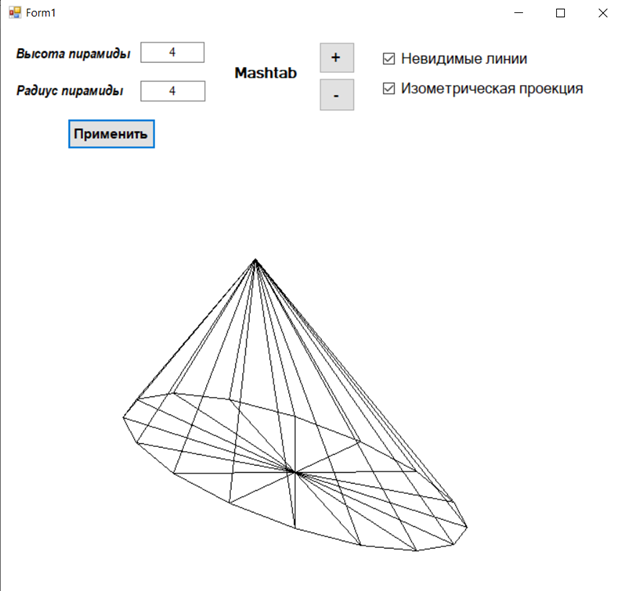 Form1
Высота пирамиды 4
Радиус пирамиды 4
Применить
Mashtab
+
-
Невидимые линии
Изометрическая проекция